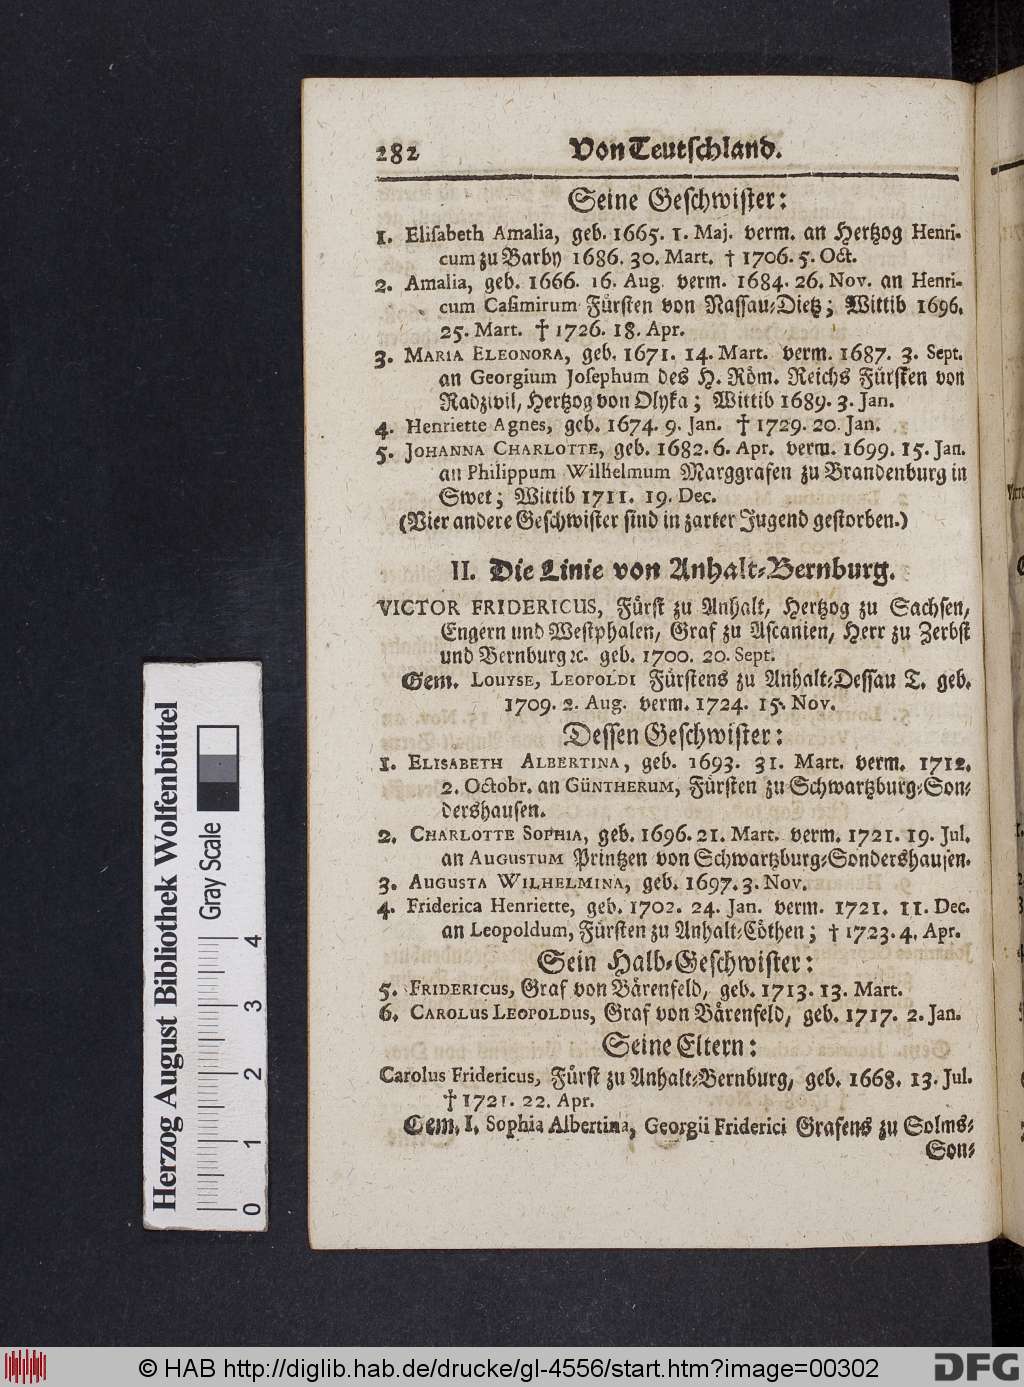 282 Von Teutschland.
Seine Geschwister:
1. Elisabeth Amalia, geb. 1665. 1. Maj. verm. an Hertzog Henri-
cum zu Barby 1686. 30. Mart. † 1706. 5. Oct.
2. Amalia, geb. 1666. 16. Aug. verm. 1684. 26. Nov. an Henri-
cum Casimirum Fürsten von Nassau-Dietz; Wittib 1696.
25. Mart. † 1726. 18. Apr.
3. MARIA ELEONORA, geb. 1671. 14. Mart. verm. 1687. 3. Sept.
an Georgium Josephum des H. Röm. Reichs Fürsten von
Radzivil, Hertzog von Olyka; Wittib 1689. 3. Jan.
4. Henriette Agnes, geb. 1674. 9. Jan. † 1729. 20. Jan.
5. JOHANNA CHARLOTTE, geb. 1682. 6. Apr. verm. 1699. 15. Jan.
an Philippum Wilhelmum Marggrafen zu Brandenburg in
Swet; Wittib 1711. 19. Dec.
(Vier andere Geschwister sind in zarter Jugend gestorben.)
II. Die Linie von Anhalt-Bernburg.
VICTOR FRIDERICUS, Fürst zu Anhalt, Hertzog zu Sachsen,
Engern und Westphalen, Graf zu Ascanien, Herr zu Zerbst
und Bernburg ꝛc. geb. 1700. 20. Sept.
Gem. LOUYSE, LEOPOLDI Fürstens zu Anhalt-Dessau T. geb.
1709. 2. Aug. verm. 1724. 15. Nov.
Dessen Geschwister:
1. ELISABETH ALBERTINA, geb. 1693. 31. Mart. verm. 1712.
2. Octobr. an GÜNTHERUM, Fürsten zu Schwartzburg-Son-
dershausen.
2. CHARLOTTE SOPHIA, geb. 1696. 21. Mart. verm. 1721. 19. Jul.
an AUGUSTUM Printzen von Schwartzburg-Sondershausen.
3. AUGUSTA WILHELMINA, geb. 1697. 3. Nov.
4. Friderica Henriette, geb. 1702. 24. Jan. verm. 1721. 11. Dec.
an Leopoldum, Fürsten zu Anhalt-Cöthen; † 1723. 4. Apr.
Sein Halb-Geschwister:
5. FRIDERICUS, Graf von Bärenfeld, geb. 1713. 13. Mart.
6. CAROLUS LEOPOLDUS, Graf von Bärenfeld, geb. 1717. 2. Jan.
Seine Eltern:
Carolus Fridericus, Fürst zu Anhalt-Bernburg, geb. 1668. 13. Jul.
† 1721. 22. Apr.
Gem. I. Sophia Albertina, Georgii Friderici Grafens zu Solms-
Son-
Herzog August Bibliothek Wolfenbüttel
Gray Scale
0 1 2 3 4
© HAB http://diglib.hab.de/drucke/gl-4556/start.htm?image=00302
DFG